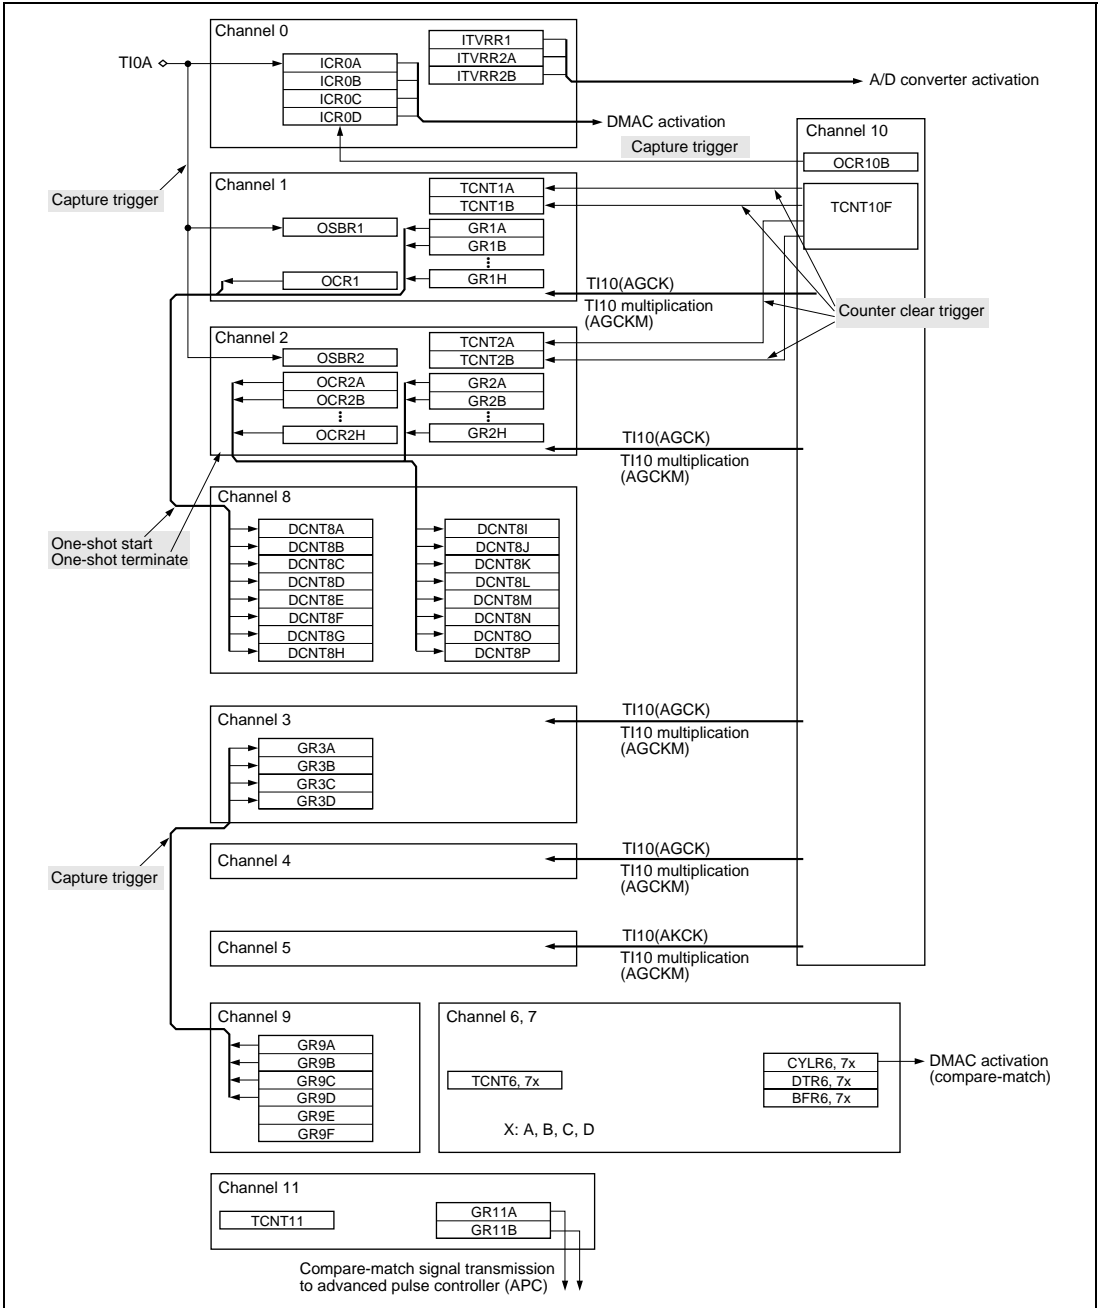 Channel 0
TI0A
ICR0A
ICR0B
ICR0C
ICR0D
ITVRR1
ITVRR2A
ITVRR2B
A/D converter activation
DMAC activation
Capture trigger
Channel 10
OCR10B
TCNT10F
Capture trigger
Channel 1
TCNT1A
TCNT1B
OSBR1
GR1A
GR1B
GR1H
OCR1
TI10(AGCK)
TI10 multiplication
(AGCKM)
Counter clear trigger
Channel 2
TCNT2A
TCNT2B
OSBR2
OCR2A
OCR2B
OCR2H
GR2A
GR2B
GR2H
TI10(AGCK)
TI10 multiplication
(AGCKM)
One-shot start
One-shot terminate
Channel 8
DCNT8A
DCNT8B
DCNT8C
DCNT8D
DCNT8E
DCNT8F
DCNT8G
DCNT8H
DCNT8I
DCNT8J
DCNT8K
DCNT8L
DCNT8M
DCNT8N
DCNT8O
DCNT8P
Channel 3
GR3A
GR3B
GR3C
GR3D
TI10(AGCK)
TI10 multiplication
(AGCKM)
Capture trigger
Channel 4
TI10(AGCK)
TI10 multiplication
(AGCKM)
Channel 5
TI10(AKCK)
TI10 multiplication
(AGCKM)
Channel 9
GR9A
GR9B
GR9C
GR9D
GR9E
GR9F
Channel 6, 7
TCNT6, 7x
X: A, B, C, D
CYLR6, 7x
DTR6, 7x
BFR6, 7x
DMAC activation
(compare-match)
Channel 11
TCNT11
GR11A
GR11B
Compare-match signal transmission
to advanced pulse controller (APC)